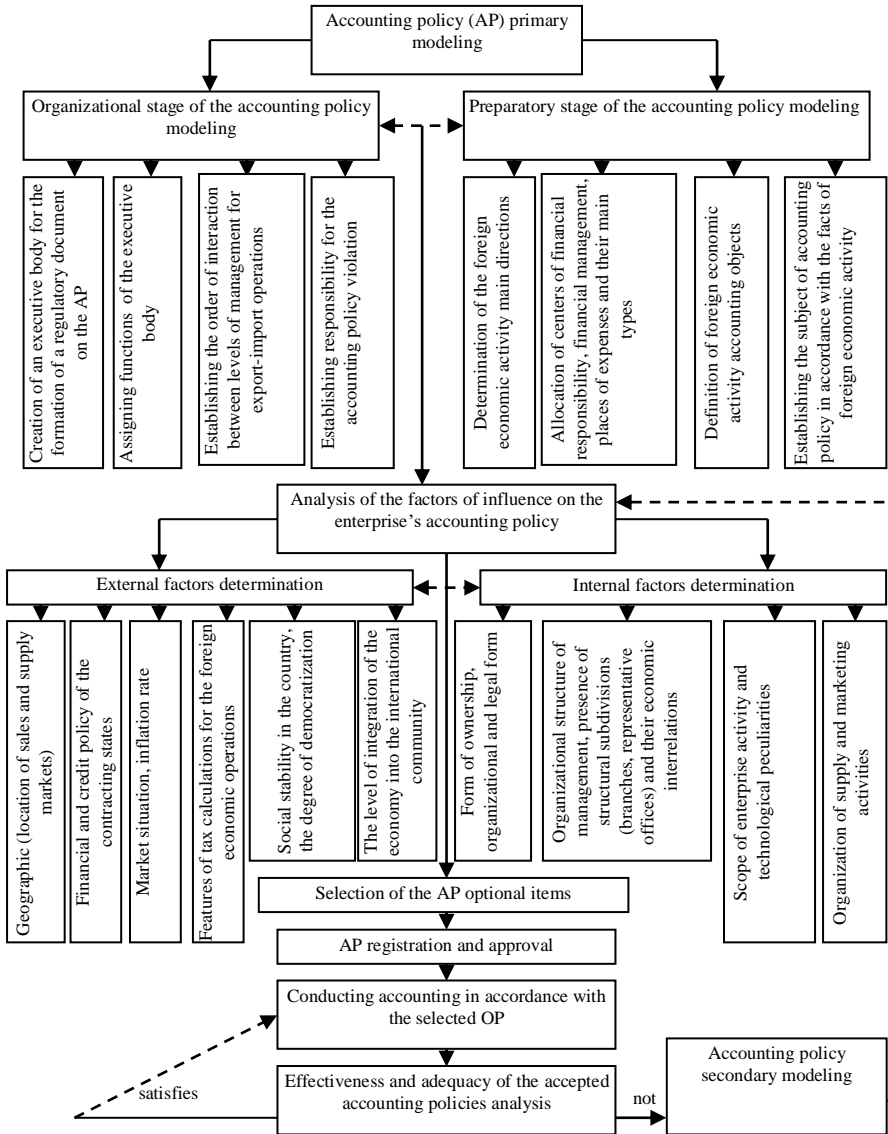 Accounting policy (AP) primary
modeling
Organizational stage of the accounting policy
modeling
Preparatory stage of the accounting policy modeling
Creation of an executive body for the
formation of a regulatory document
on the AP
Assigning functions of the executive
body
Establishing the order of interaction
between levels of management for
export-import operations
Establishing responsibility for the
accounting policy violation
Determination of the foreign
economic activity main directions
Allocation of centers of financial
responsibility, financial management,
places of expenses and their main
types
Definition of foreign economic
activity accounting objects
Establishing the subject of accounting
policy in accordance with the facts of
foreign economic activity
Analysis of the factors of influence on the
enterprise’s accounting policy
External factors determination
Internal factors determination
Geographic (location of sales and supply
markets)
Financial and credit policy of the
contracting states
Market situation, inflation rate
Features of tax calculations for the foreign
economic operations
Social stability in the country,
the degree of democratization
The level of integration of the
economy into the international
community
Form of ownership,
organizational and legal form
Organizational structure of
management, presence of
structural subdivisions
(branches, representative
offices) and their economic
interrelations
Scope of enterprise activity and
technological peculiarities
Organization of supply and marketing
activities
Selection of the AP optional items
AP registration and approval
Conducting accounting in accordance with
the selected OP
Effectiveness and adequacy of the accepted
accounting policies analysis
satisfies
not
Accounting policy
secondary modeling